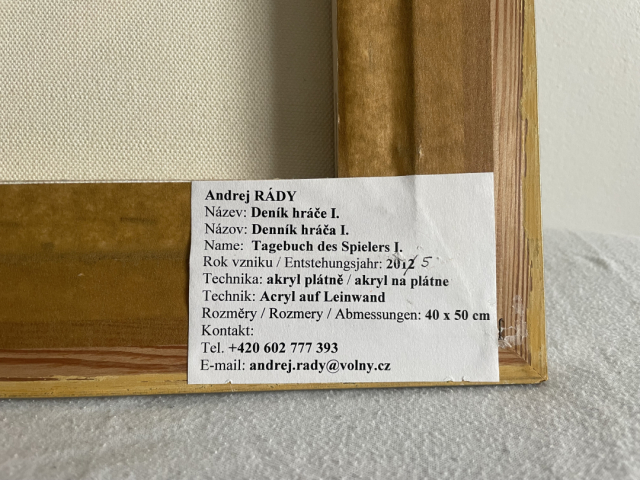 Andrej RÁDY
Název: Deník hráče I.
Názov: Denník hráča I.
Name: Tagebuch des Spielers I.
Rok vzniku / Entstehungsjahr: 2012 5
Technika: akryl plátně / akryl na plátne
Technik: Acryl auf Leinwand
Rozměry / Rozmery / Abmessungen: 40 x 50 cm
Kontakt:
Tel. +420 602 777 393
E-mail: andrej.rady@volny.cz